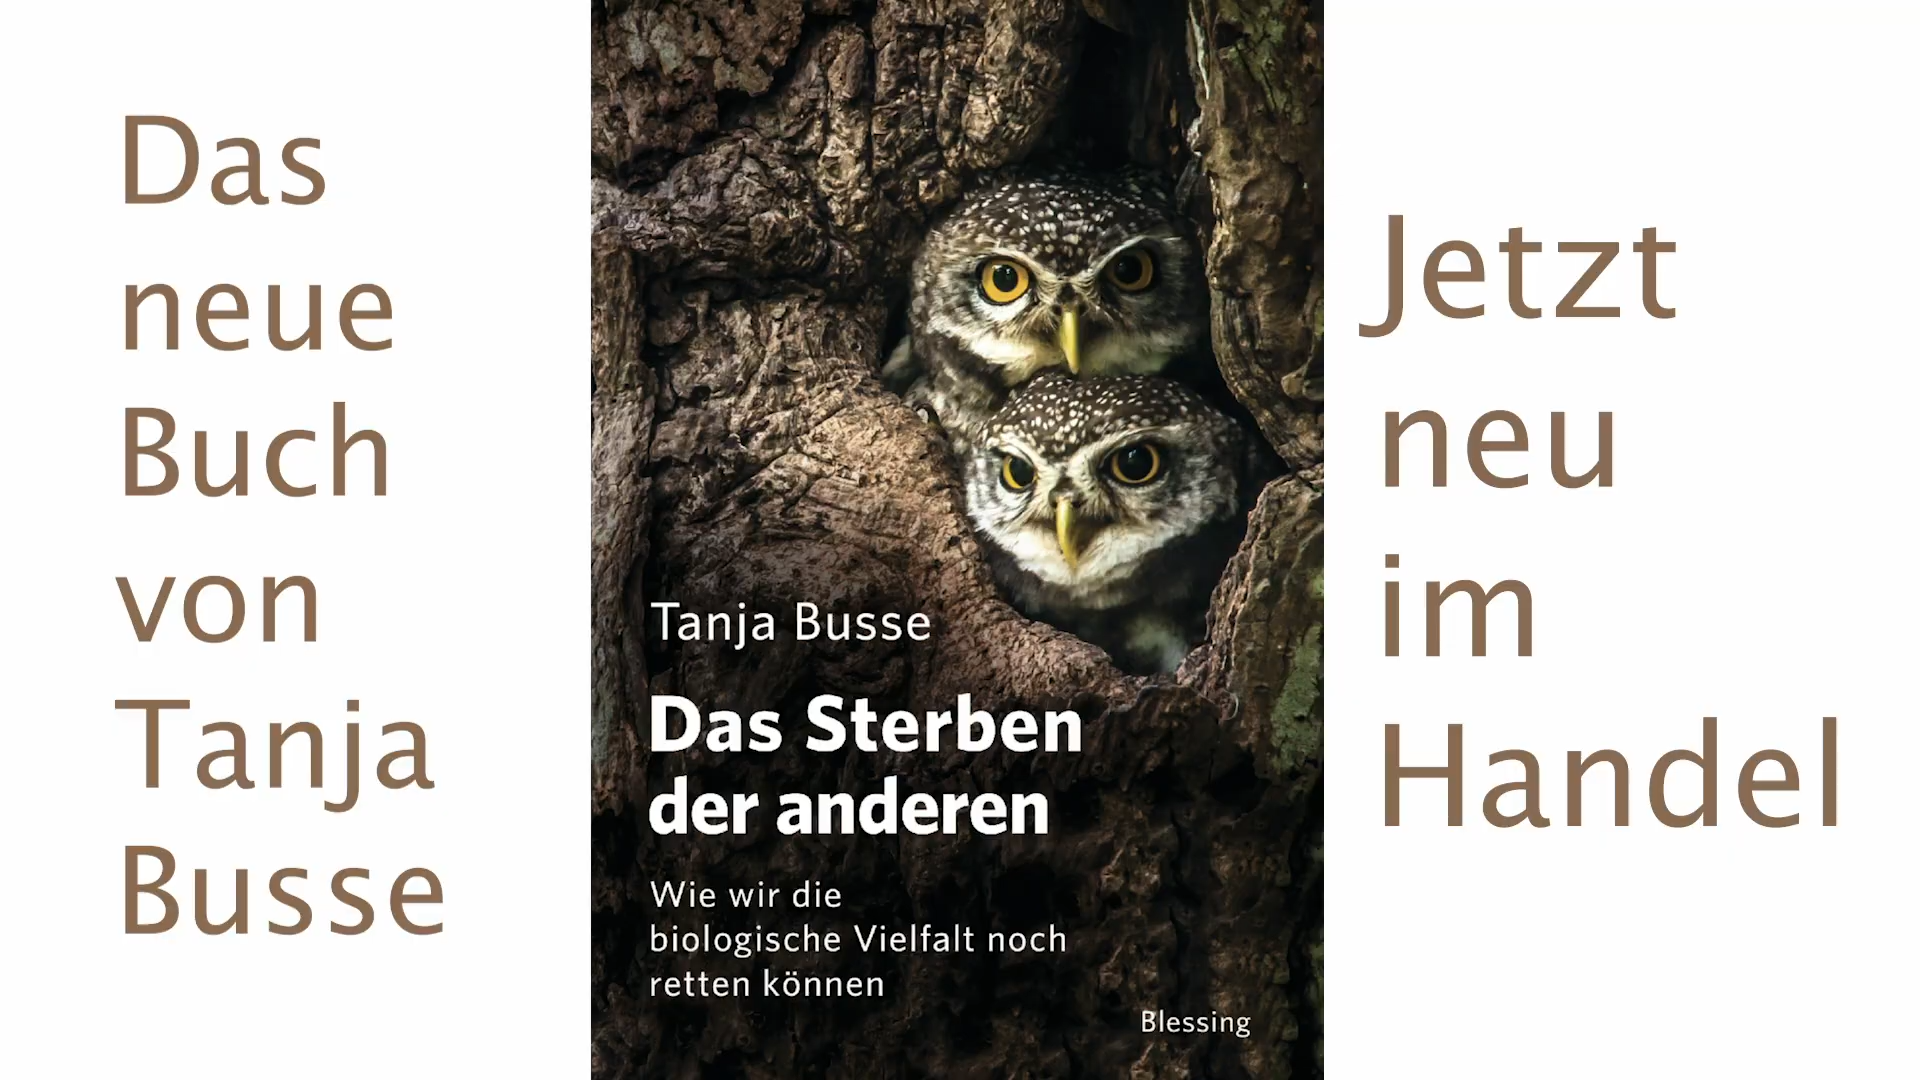 Das
neue
Buch
von
Tanja
Busse
Tanja Busse
Das Sterben
der anderen
Wie wir die
biologische Vielfalt noch
retten können
Blessing
Jetzt
neu
im
Handel